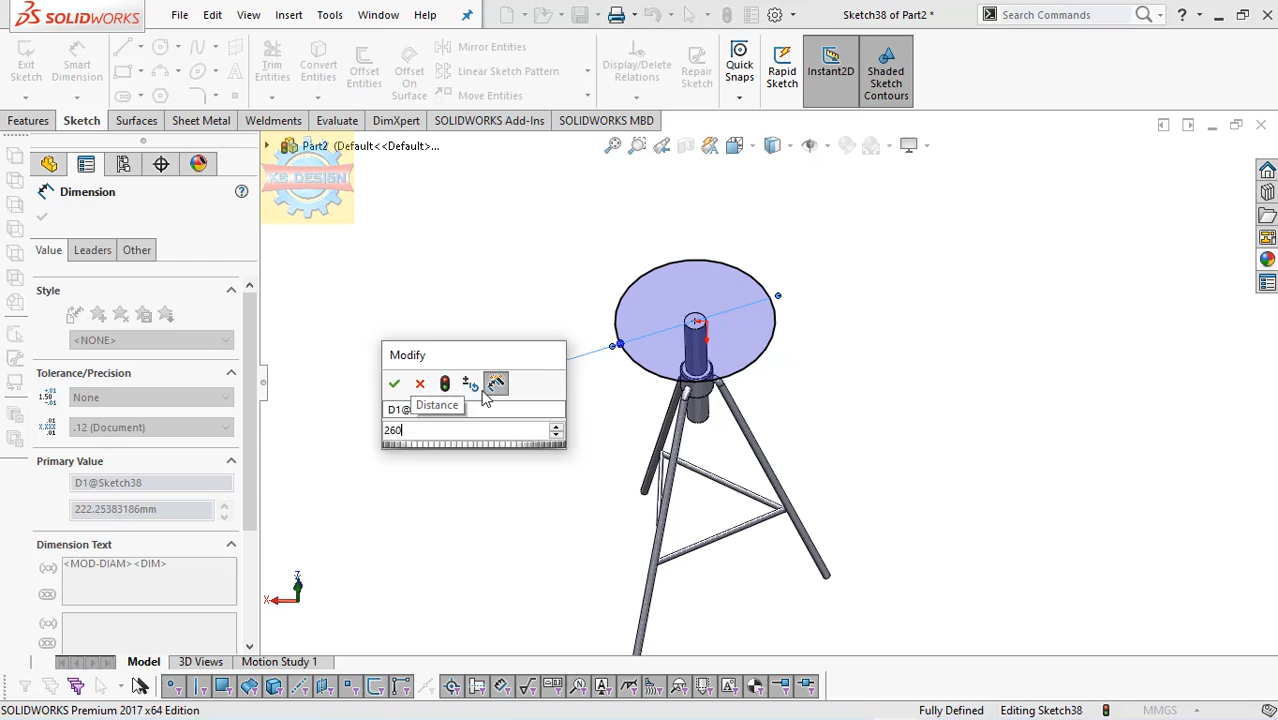 SOLIDWORKS File Edit View Insert Tools Window Help Sketch38 of Part2 * Search Commands ?
Exit Sketch Smart Dimension Trim Entities Convert Entities Offset Entities Offset On Surface Mirror Entities Linear Sketch Pattern Move Entities Display/Delete Relations Repair Sketch Quick Snaps Rapid Sketch Instant2D Shaded Sketch Contours
Features Sketch Surfaces Sheet Metal Weldments Evaluate DimXpert SOLIDWORKS Add-Ins SOLIDWORKS MBD
Part2 (Default<<Default>...
KB DESIGN
Dimension ?
Value Leaders Other
Style
<NONE>
Tolerance/Precision
None
.12 (Document)
Primary Value
D1@Sketch38
222.25383186mm
Dimension Text
<MOD-DIAM> <DIM>
Modify
D1@
Distance
260
Z
X
Model 3D Views Motion Study 1
SOLIDWORKS Premium 2017 x64 Edition Fully Defined Editing Sketch38 MMGS